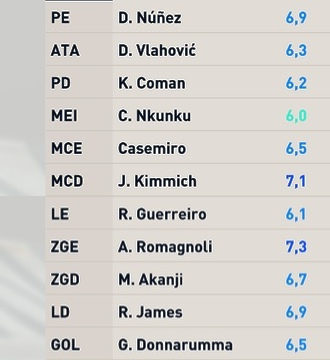 PE D. Núñez 6,9
ATA D. Vlahović 6,3
PD K. Coman 6,2
MEI C. Nkunku 6,0
MCE Casemiro 6,5
MCD J. Kimmich 7,1
LE R. Guerreiro 6,1
ZGE A. Romagnoli 7,3
ZGD M. Akanji 6,7
LD R. James 6,9
GOL G. Donnarumma 6,5